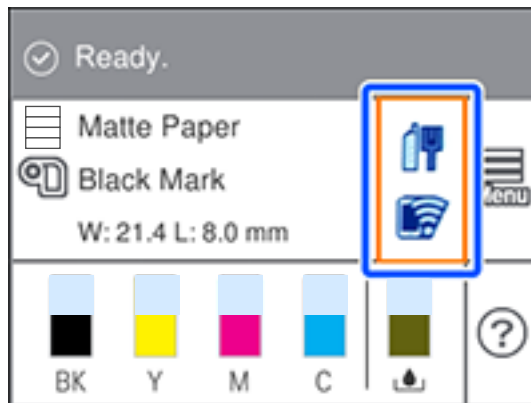 Ready.
Matte Paper
Black Mark
Menu
W: 21.4 L: 8.0 mm
BK Y M C
?